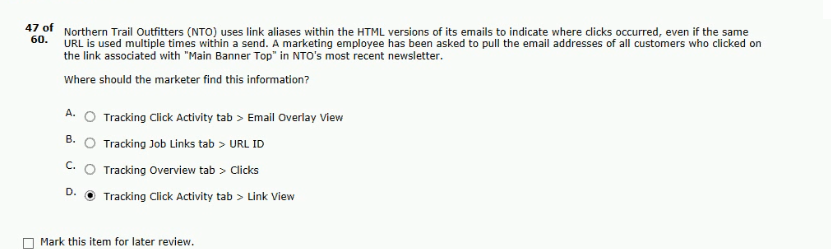 47 of 60. Northern Trail Outfitters (NTO) uses link aliases within the HTML versions of its emails to indicate where clicks occurred, even if the same
URL is used multiple times within a send. A marketing employee has been asked to pull the email addresses of all customers who clicked on
the link associated with "Main Banner Top" in NTO's most recent newsletter.
Where should the marketer find this information?
A. Tracking Click Activity tab > Email Overlay View
B. Tracking Job Links tab > URL ID
C. Tracking Overview tab > Clicks
D. Tracking Click Activity tab > Link View
Mark this item for later review.